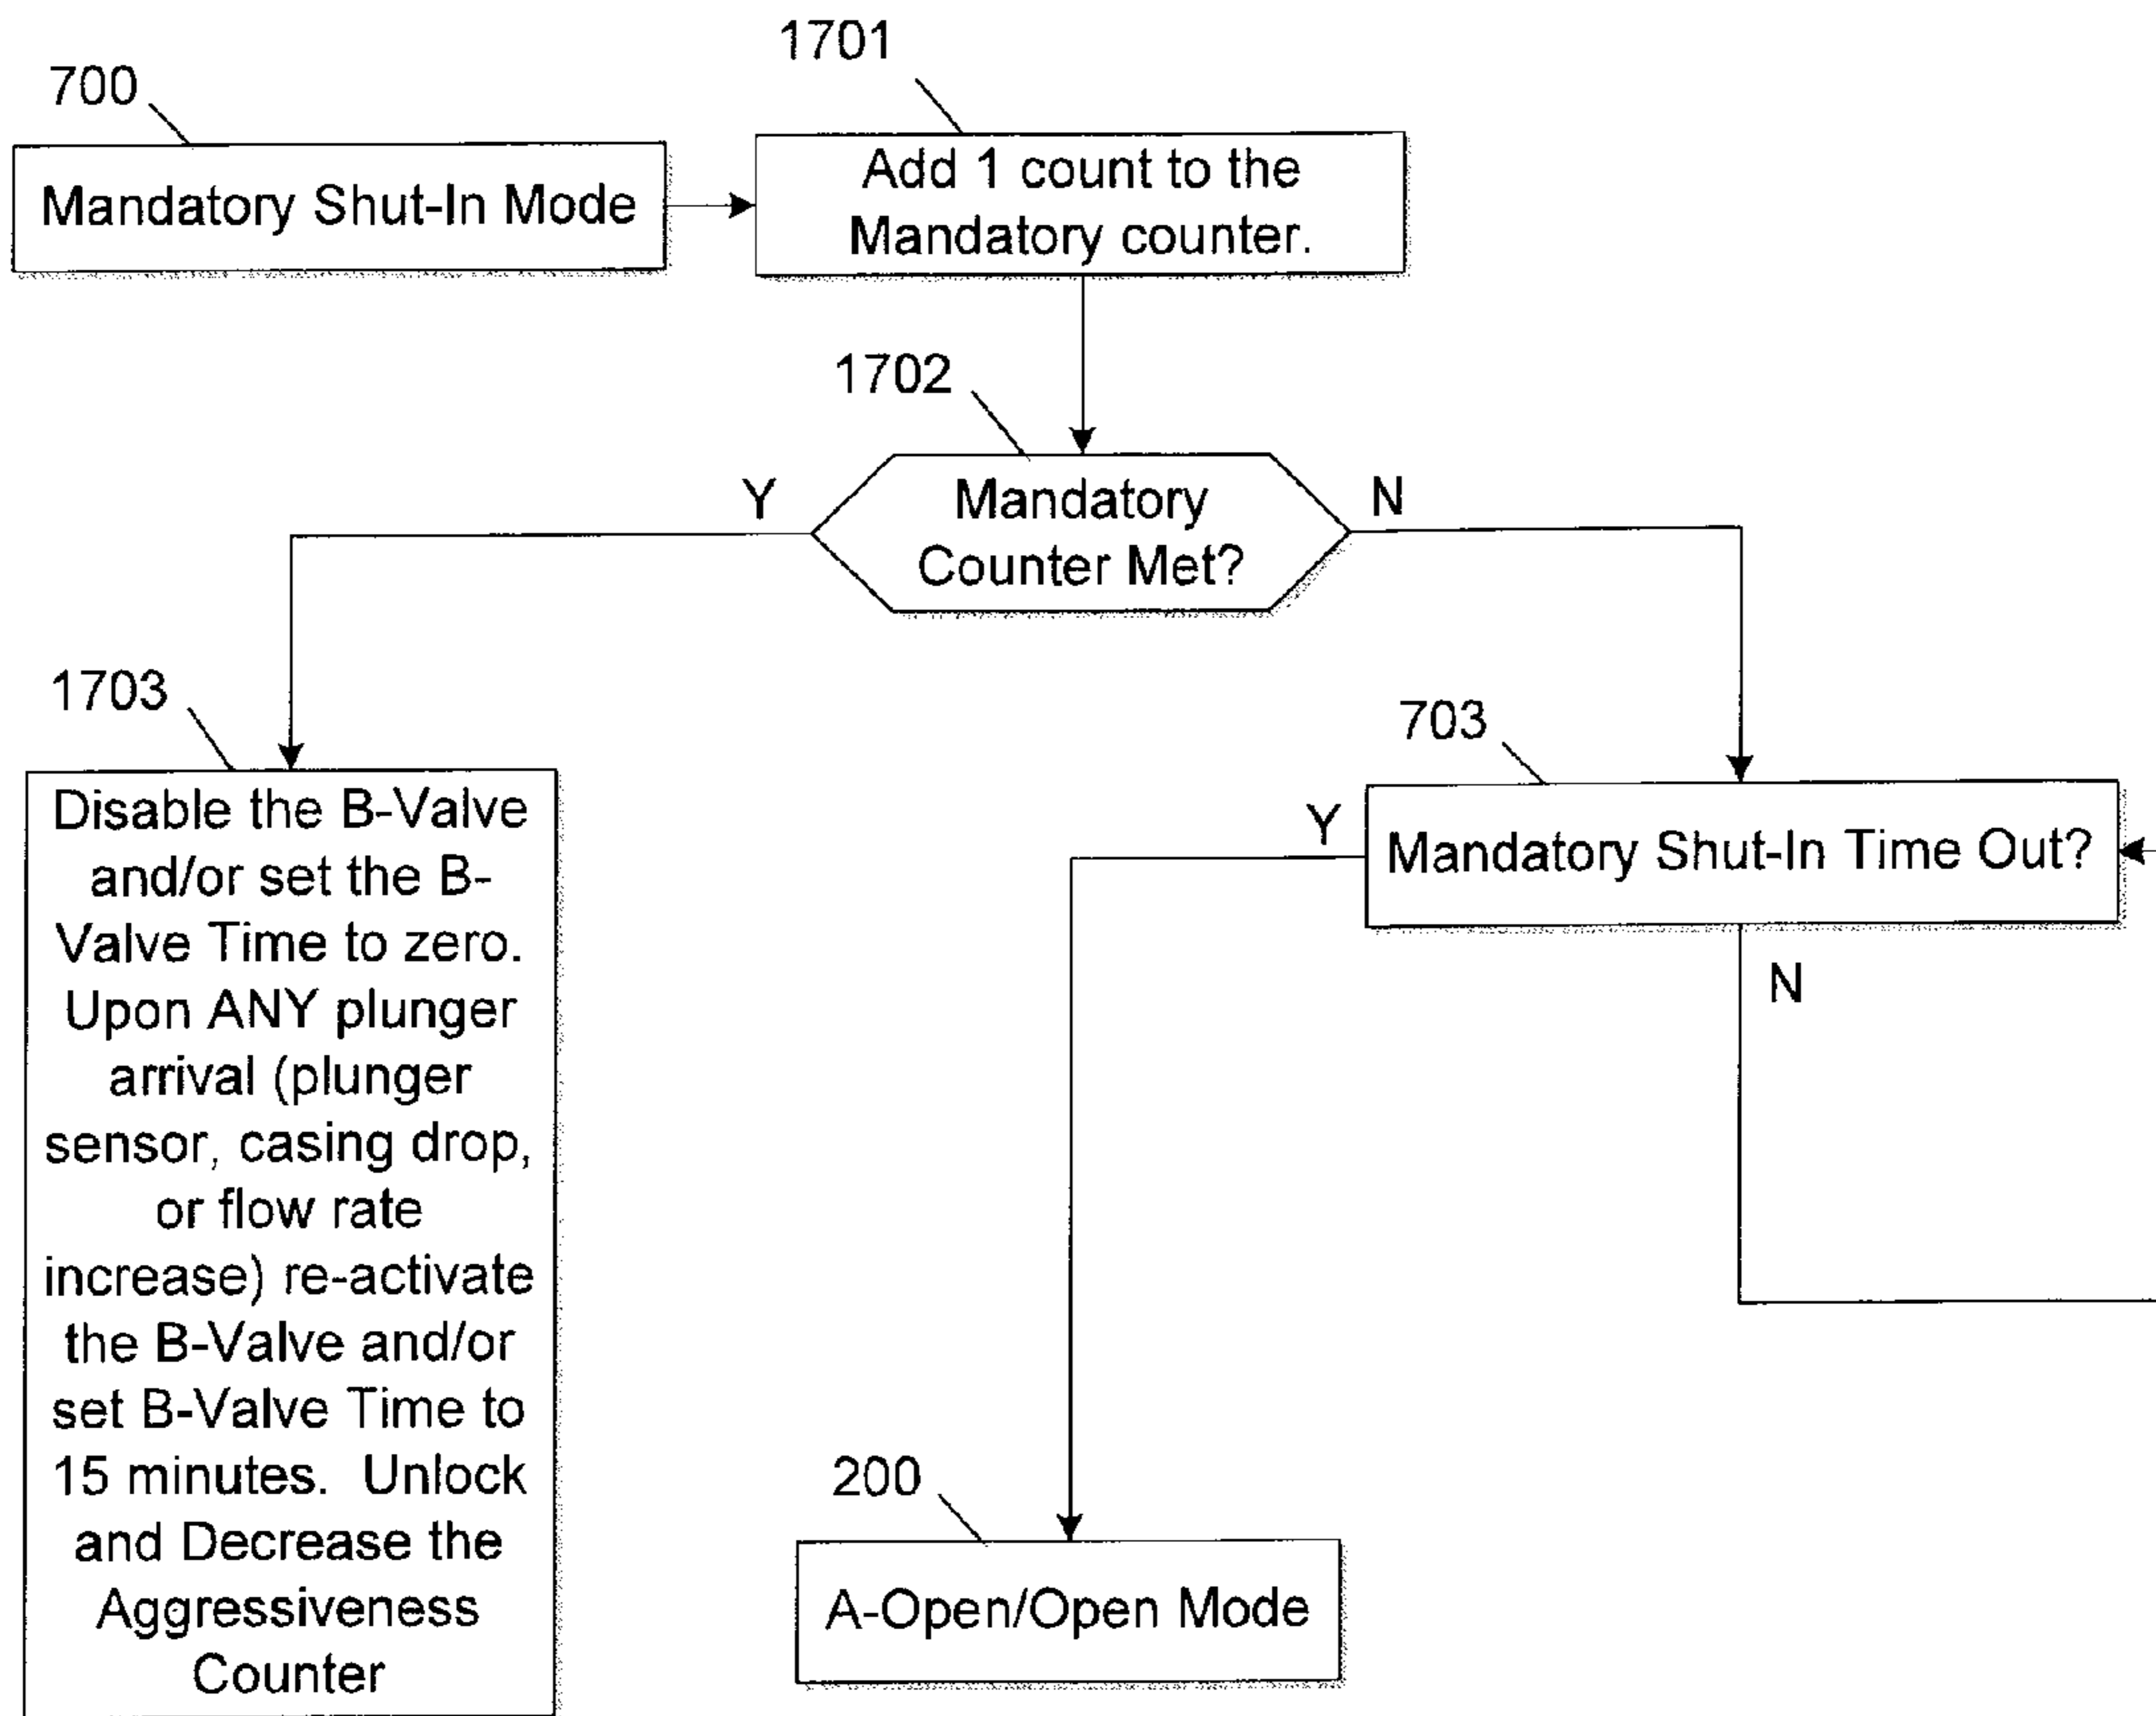 1701
700
Add 1 count to the
Mandatory counter.
Mandatory Shut-In Mode
1702
Y
Mandatory
Counter Met?
N
1703
703
Disable the B-Valve
and/or set the B-
Valve Time to zero.
Upon ANY plunger
arrival (plunger
sensor, casing drop,
or flow rate
increase) re-activate
the B-Valve and/or
set B-Valve Time to
15 minutes.  Unlock
and Decrease the
Aggressiveness
Counter
Y
Mandatory Shut-In Time Out?
N
200
A-Open/Open Mode